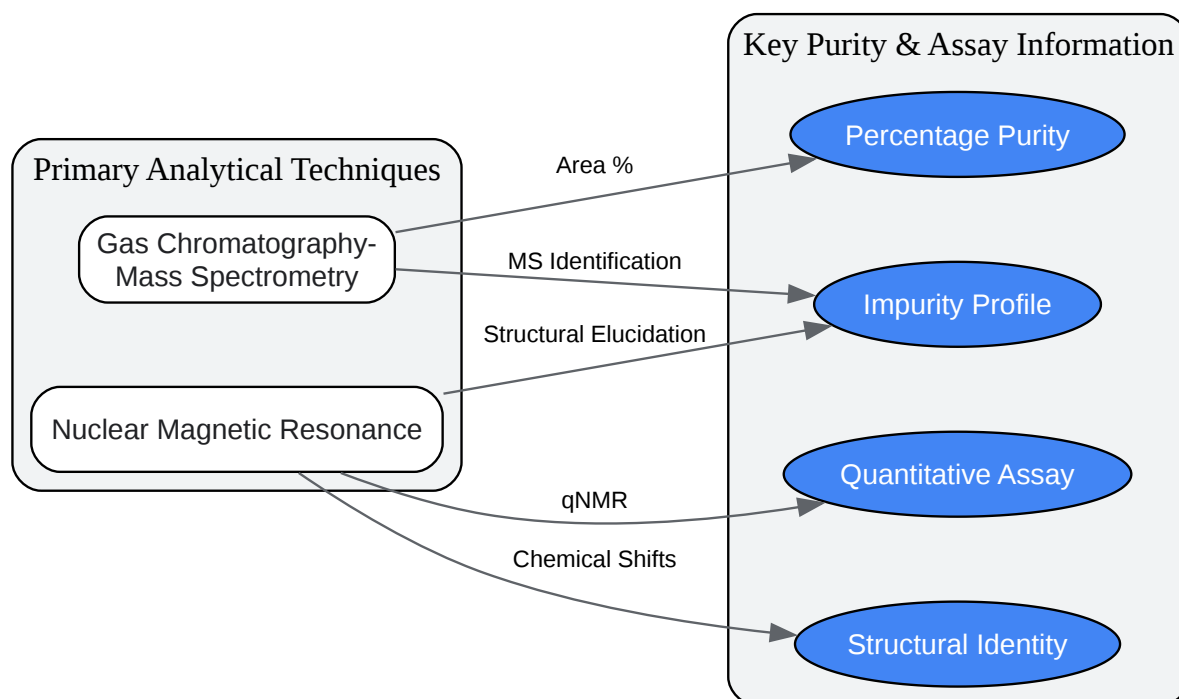 Key Purity & Assay Information
Percentage Purity
Primary Analytical Techniques
Area %
Gas Chromatography-
Mass Spectrometry
MS Identification
Impurity Profile
Structural Elucidation
Nuclear Magnetic Resonance
Quantitative Assay
qNMR
Chemical Shifts
Structural Identity